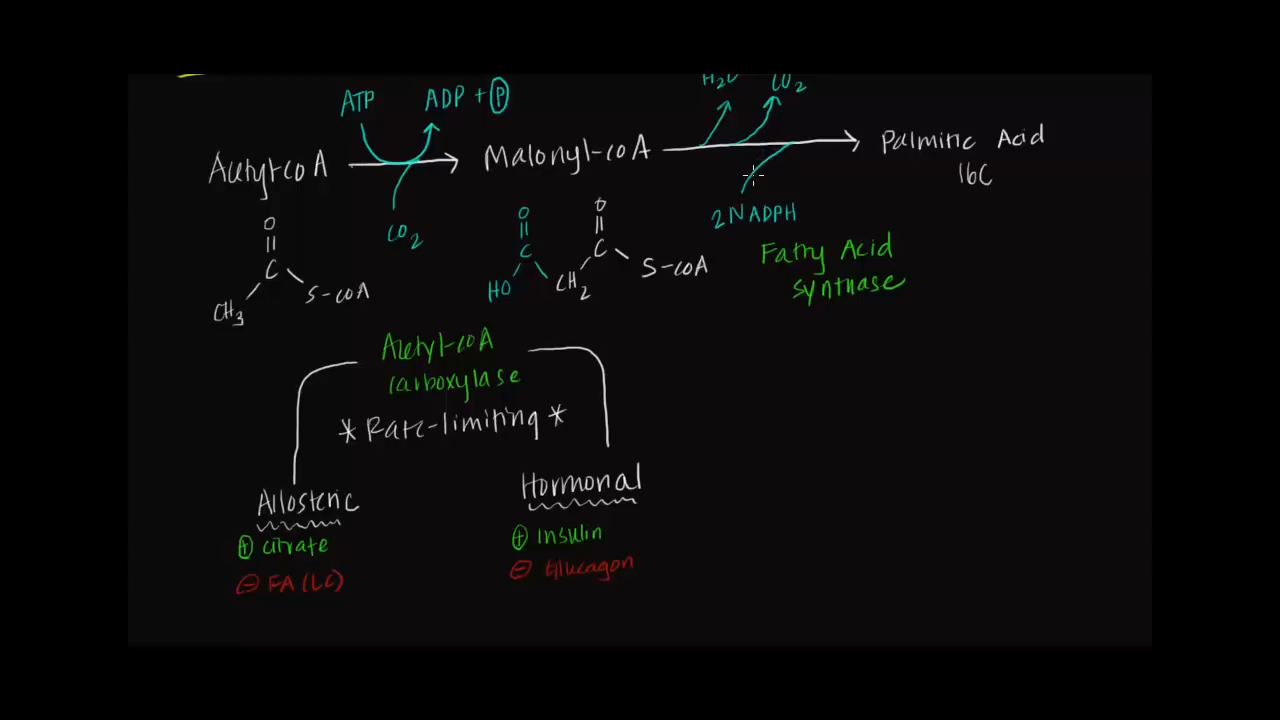 H2O CO2
ATP ADP + P
Acetyl-coA Malonyl-coA Palmitic Acid
16C
2NADPH
CO2
Fatty Acid
synthase
O
C
CH3 S-coA
O
C
HO
O
C
CH2 S-coA
Acetyl-coA
carboxylase
* Rate-limiting *
Allosteric
+ citrate
- FA (LC)
Hormonal
+ insulin
- Glucagon